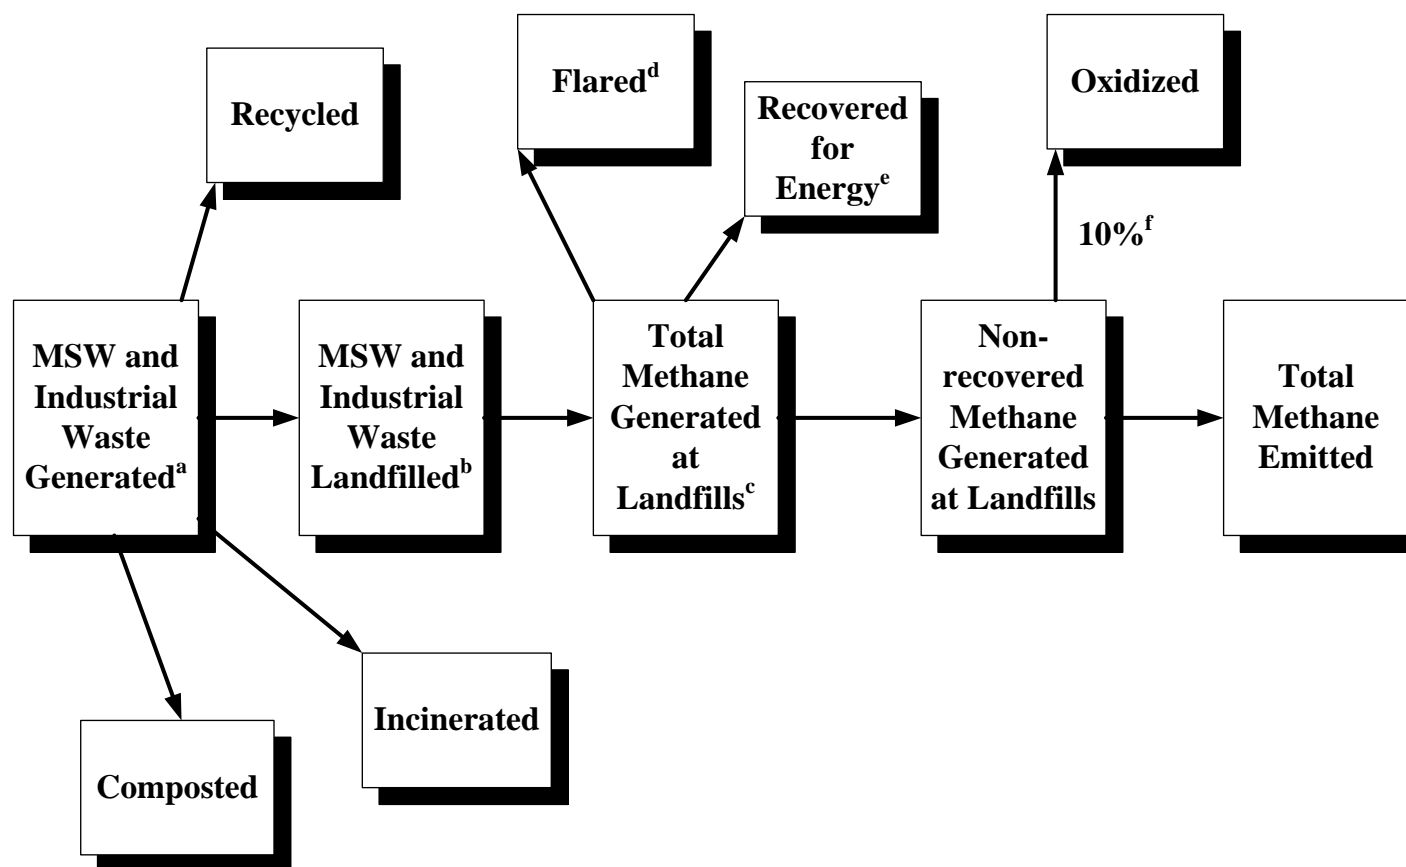 Recycled
Flared^d
Recovered
for
Energy^e
Oxidized
10%^f
MSW and
Industrial
Waste
Generated^a
MSW and
Industrial
Waste
Landfilled^b
Total
Methane
Generated
at
Landfills^c
Non-
recovered
Methane
Generated
at Landfills
Total
Methane
Emitted
Incinerated
Composted